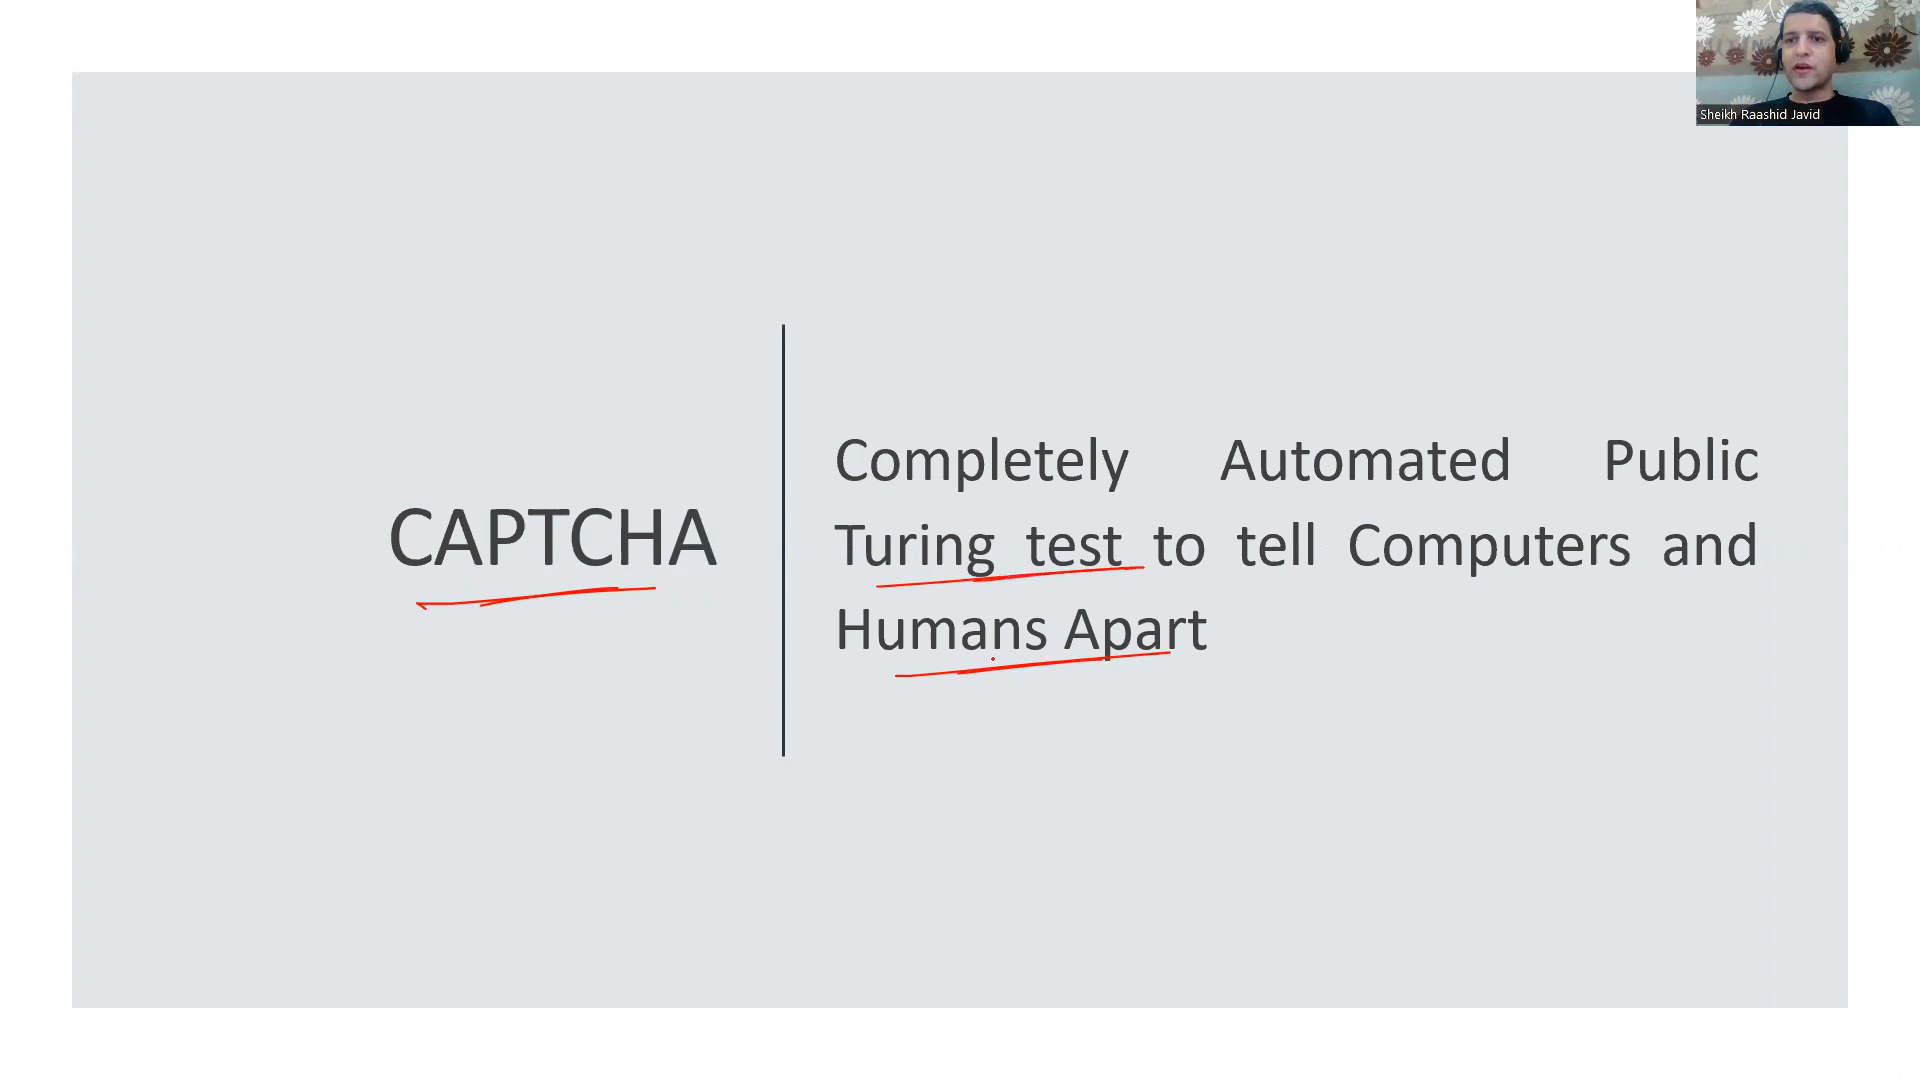 Sheikh Raashid Javid
CAPTCHA
Completely Automated Public
Turing test to tell Computers and
Humans Apart